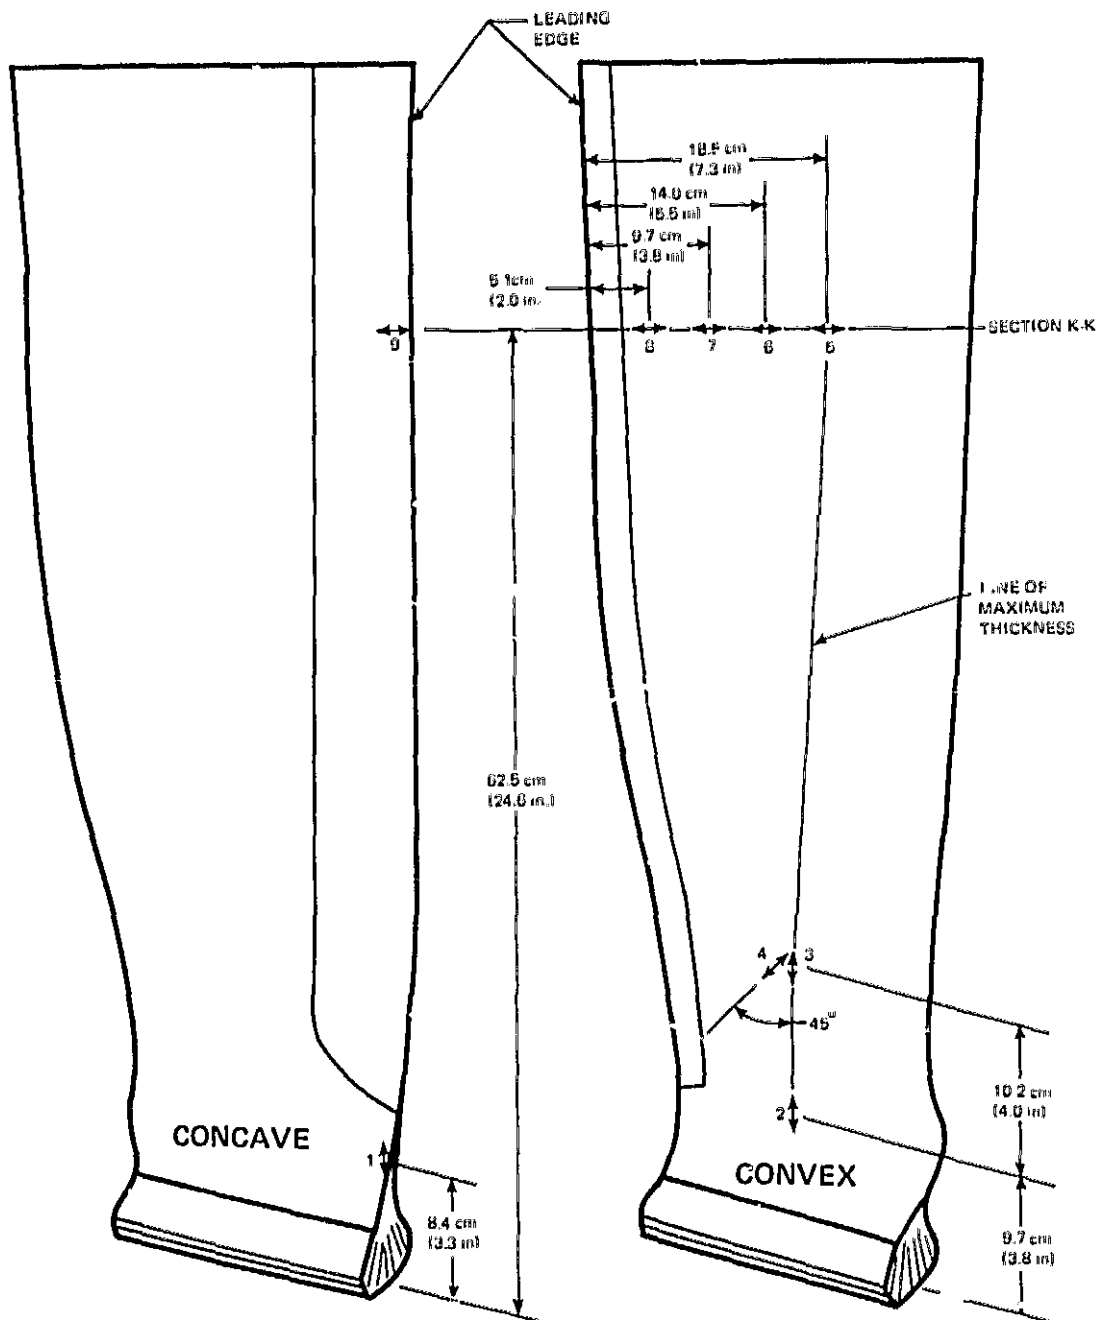 LEADING
EDGE
18.5 cm
(7.3 in)
14.0 cm
(5.5 in)
9.7 cm
(3.8 in)
5.1cm
(2.0 in.
SECTION K-K
9
8
7
6
5
LINE OF
MAXIMUM
THICKNESS
62.5 cm
(24.6 in.)
4
3
45°
10.2 cm
(4.0 in)
2
CONCAVE
1
CONVEX
8.4 cm
(3.3 in)
9.7 cm
(3.8 in)